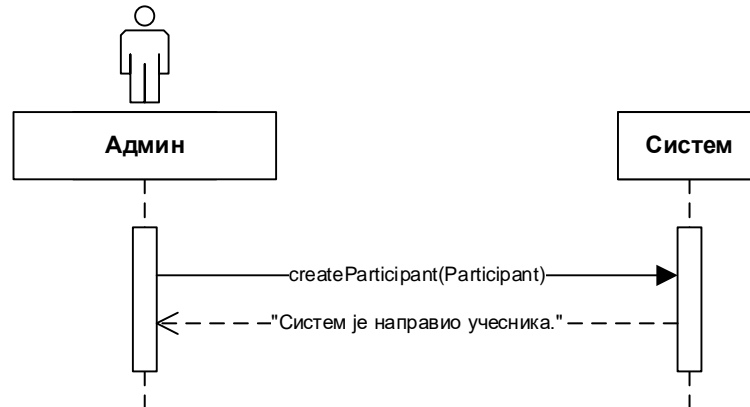 Админ
Систем
createParticipant(Participant)
"Систем је направио учесника."